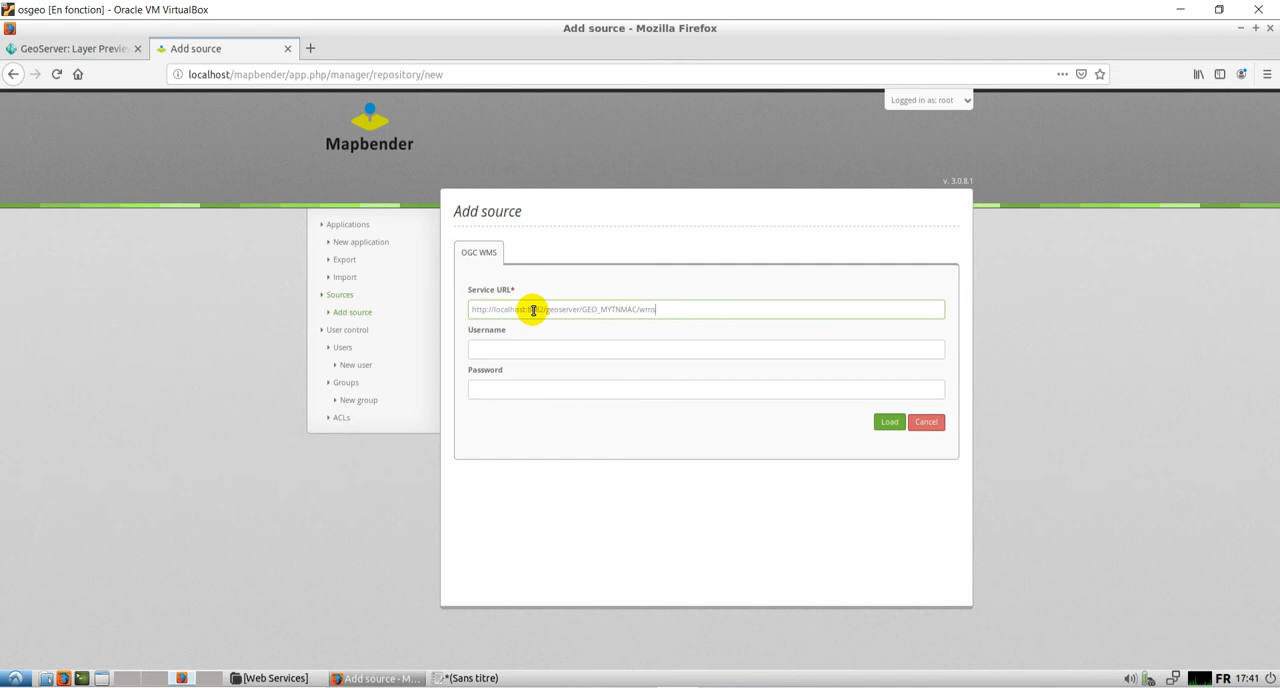 osgeo [En fonction] - Oracle VM VirtualBox
Add source - Mozilla Firefox
GeoServer: Layer Previe
Add source
localhost/mapbender/app.php/manager/repository/new
Logged in as: root
Mapbender
v. 3.0.8.1
Applications
New application
Export
Import
Sources
Add source
User control
Users
New user
Groups
New group
ACLs
Add source
OGC WMS
Service URL*
http://localhost:8082/geoserver/GEO_MYTNMAC/wms
Username
Password
Load
Cancel
[Web Services]
Add source - M...
*(Sans titre)
FR
17:41